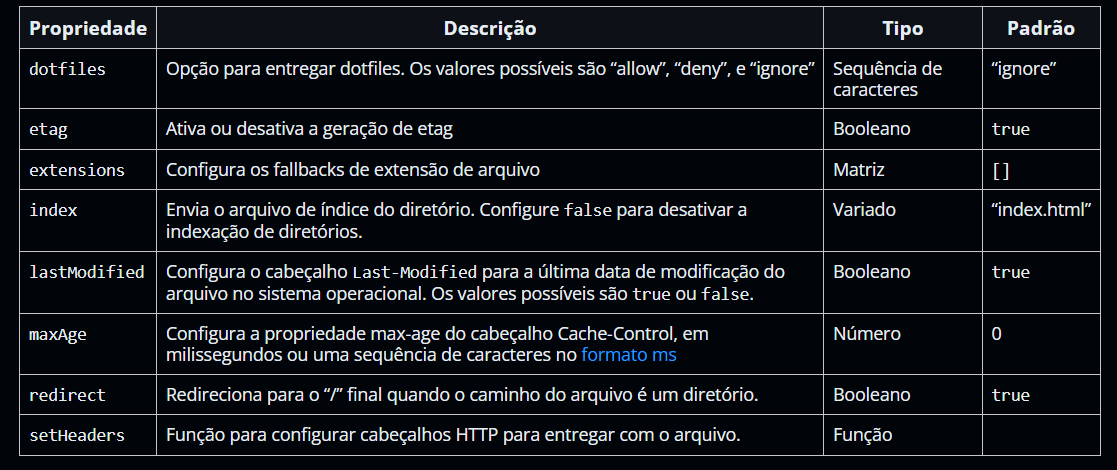 Propriedade Descrição Tipo Padrão
dotfiles Opção para entregar dotfiles. Os valores possíveis são “allow”, “deny”, e “ignore” Sequência de “ignore”
caracteres
etag Ativa ou desativa a geração de etag Booleano true
extensions Configura os fallbacks de extensão de arquivo Matriz []
index Envia o arquivo de índice do diretório. Configure false para desativar a Variado “index.html”
indexação de diretórios.
lastModified Configura o cabeçalho Last-Modified para a última data de modificação do Booleano true
arquivo no sistema operacional. Os valores possíveis são true ou false.
maxAge Configura a propriedade max-age do cabeçalho Cache-Control, em Número 0
milissegundos ou uma sequência de caracteres no formato ms
redirect Redireciona para o “/” final quando o caminho do arquivo é um diretório. Booleano true
setHeaders Função para configurar cabeçalhos HTTP para entregar com o arquivo. Função